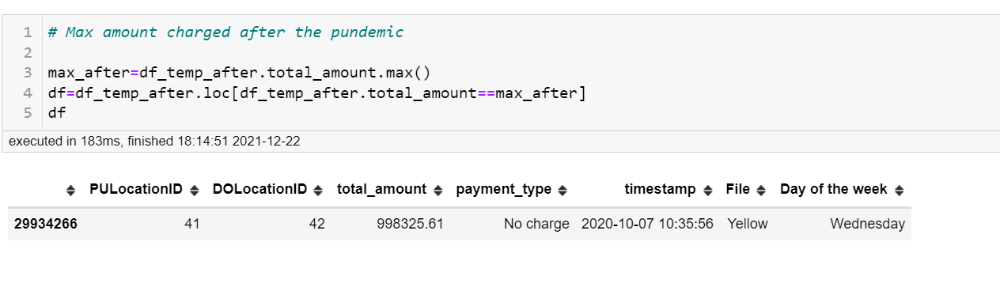 1 # Max amount charged after the pundemic
2
3 max_after=df_temp_after.total_amount.max()
4 df=df_temp_after.loc[df_temp_after.total_amount==max_after]
5 df
executed in 183ms, finished 18:14:51 2021-12-22
PULocationID DOLocationID total_amount payment_type timestamp File Day of the week
29934266 41 42 998325.61 No charge 2020-10-07 10:35:56 Yellow Wednesday